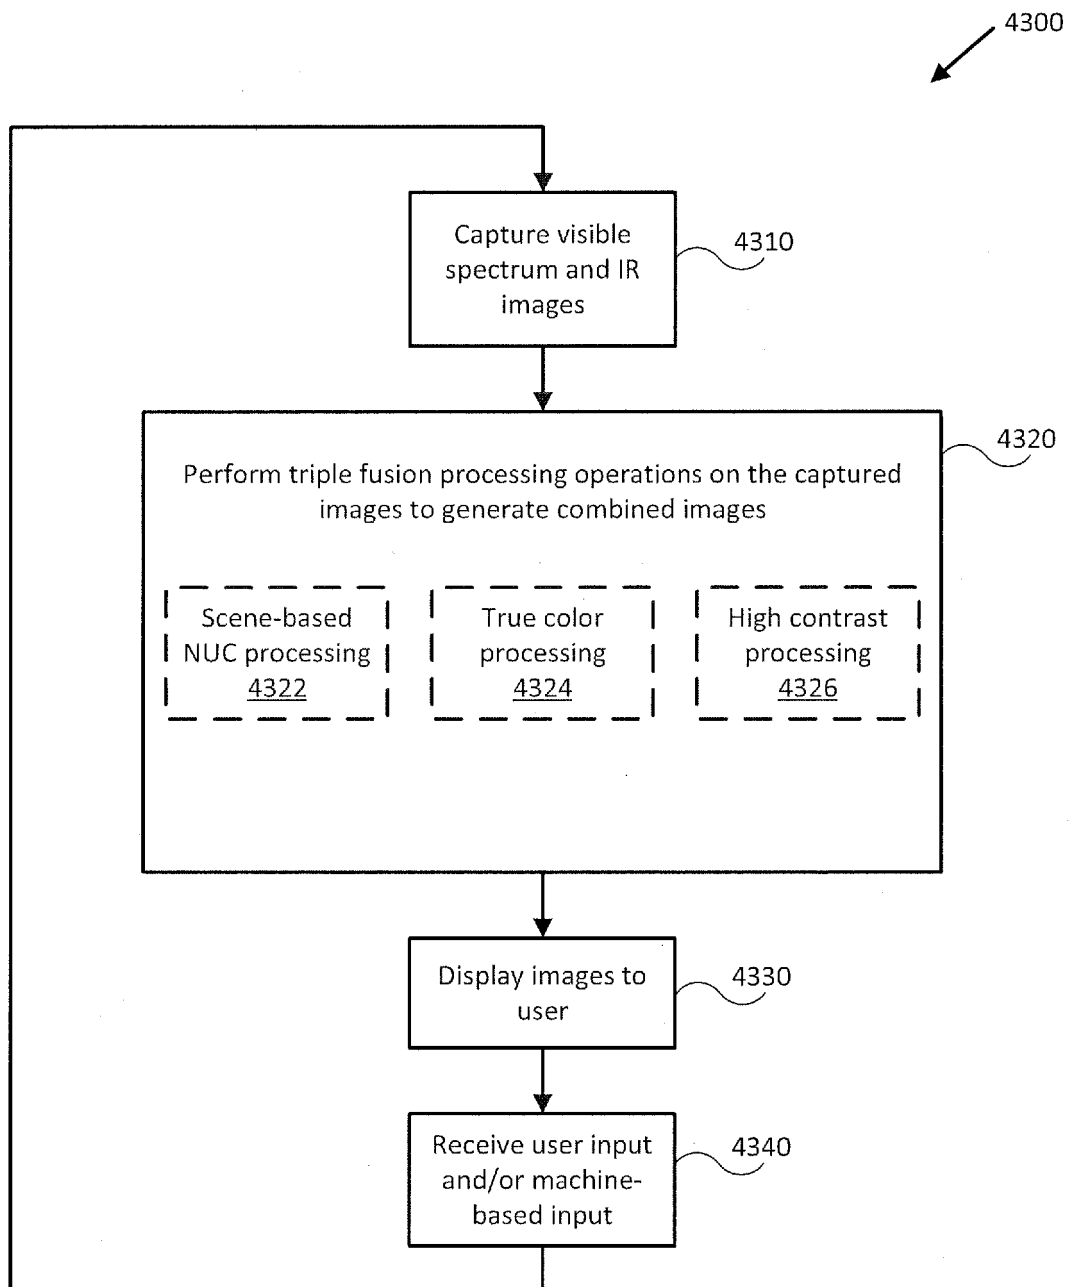 4300
Capture visible
spectrum and IR
images
4310
4320
Perform triple fusion processing operations on the captured
images to generate combined images
Scene-based
NUC processing
4322
True color
processing
4324
High contrast
processing
4326
Display images to
user
4330
Receive user input
and/or machine-
based input
4340